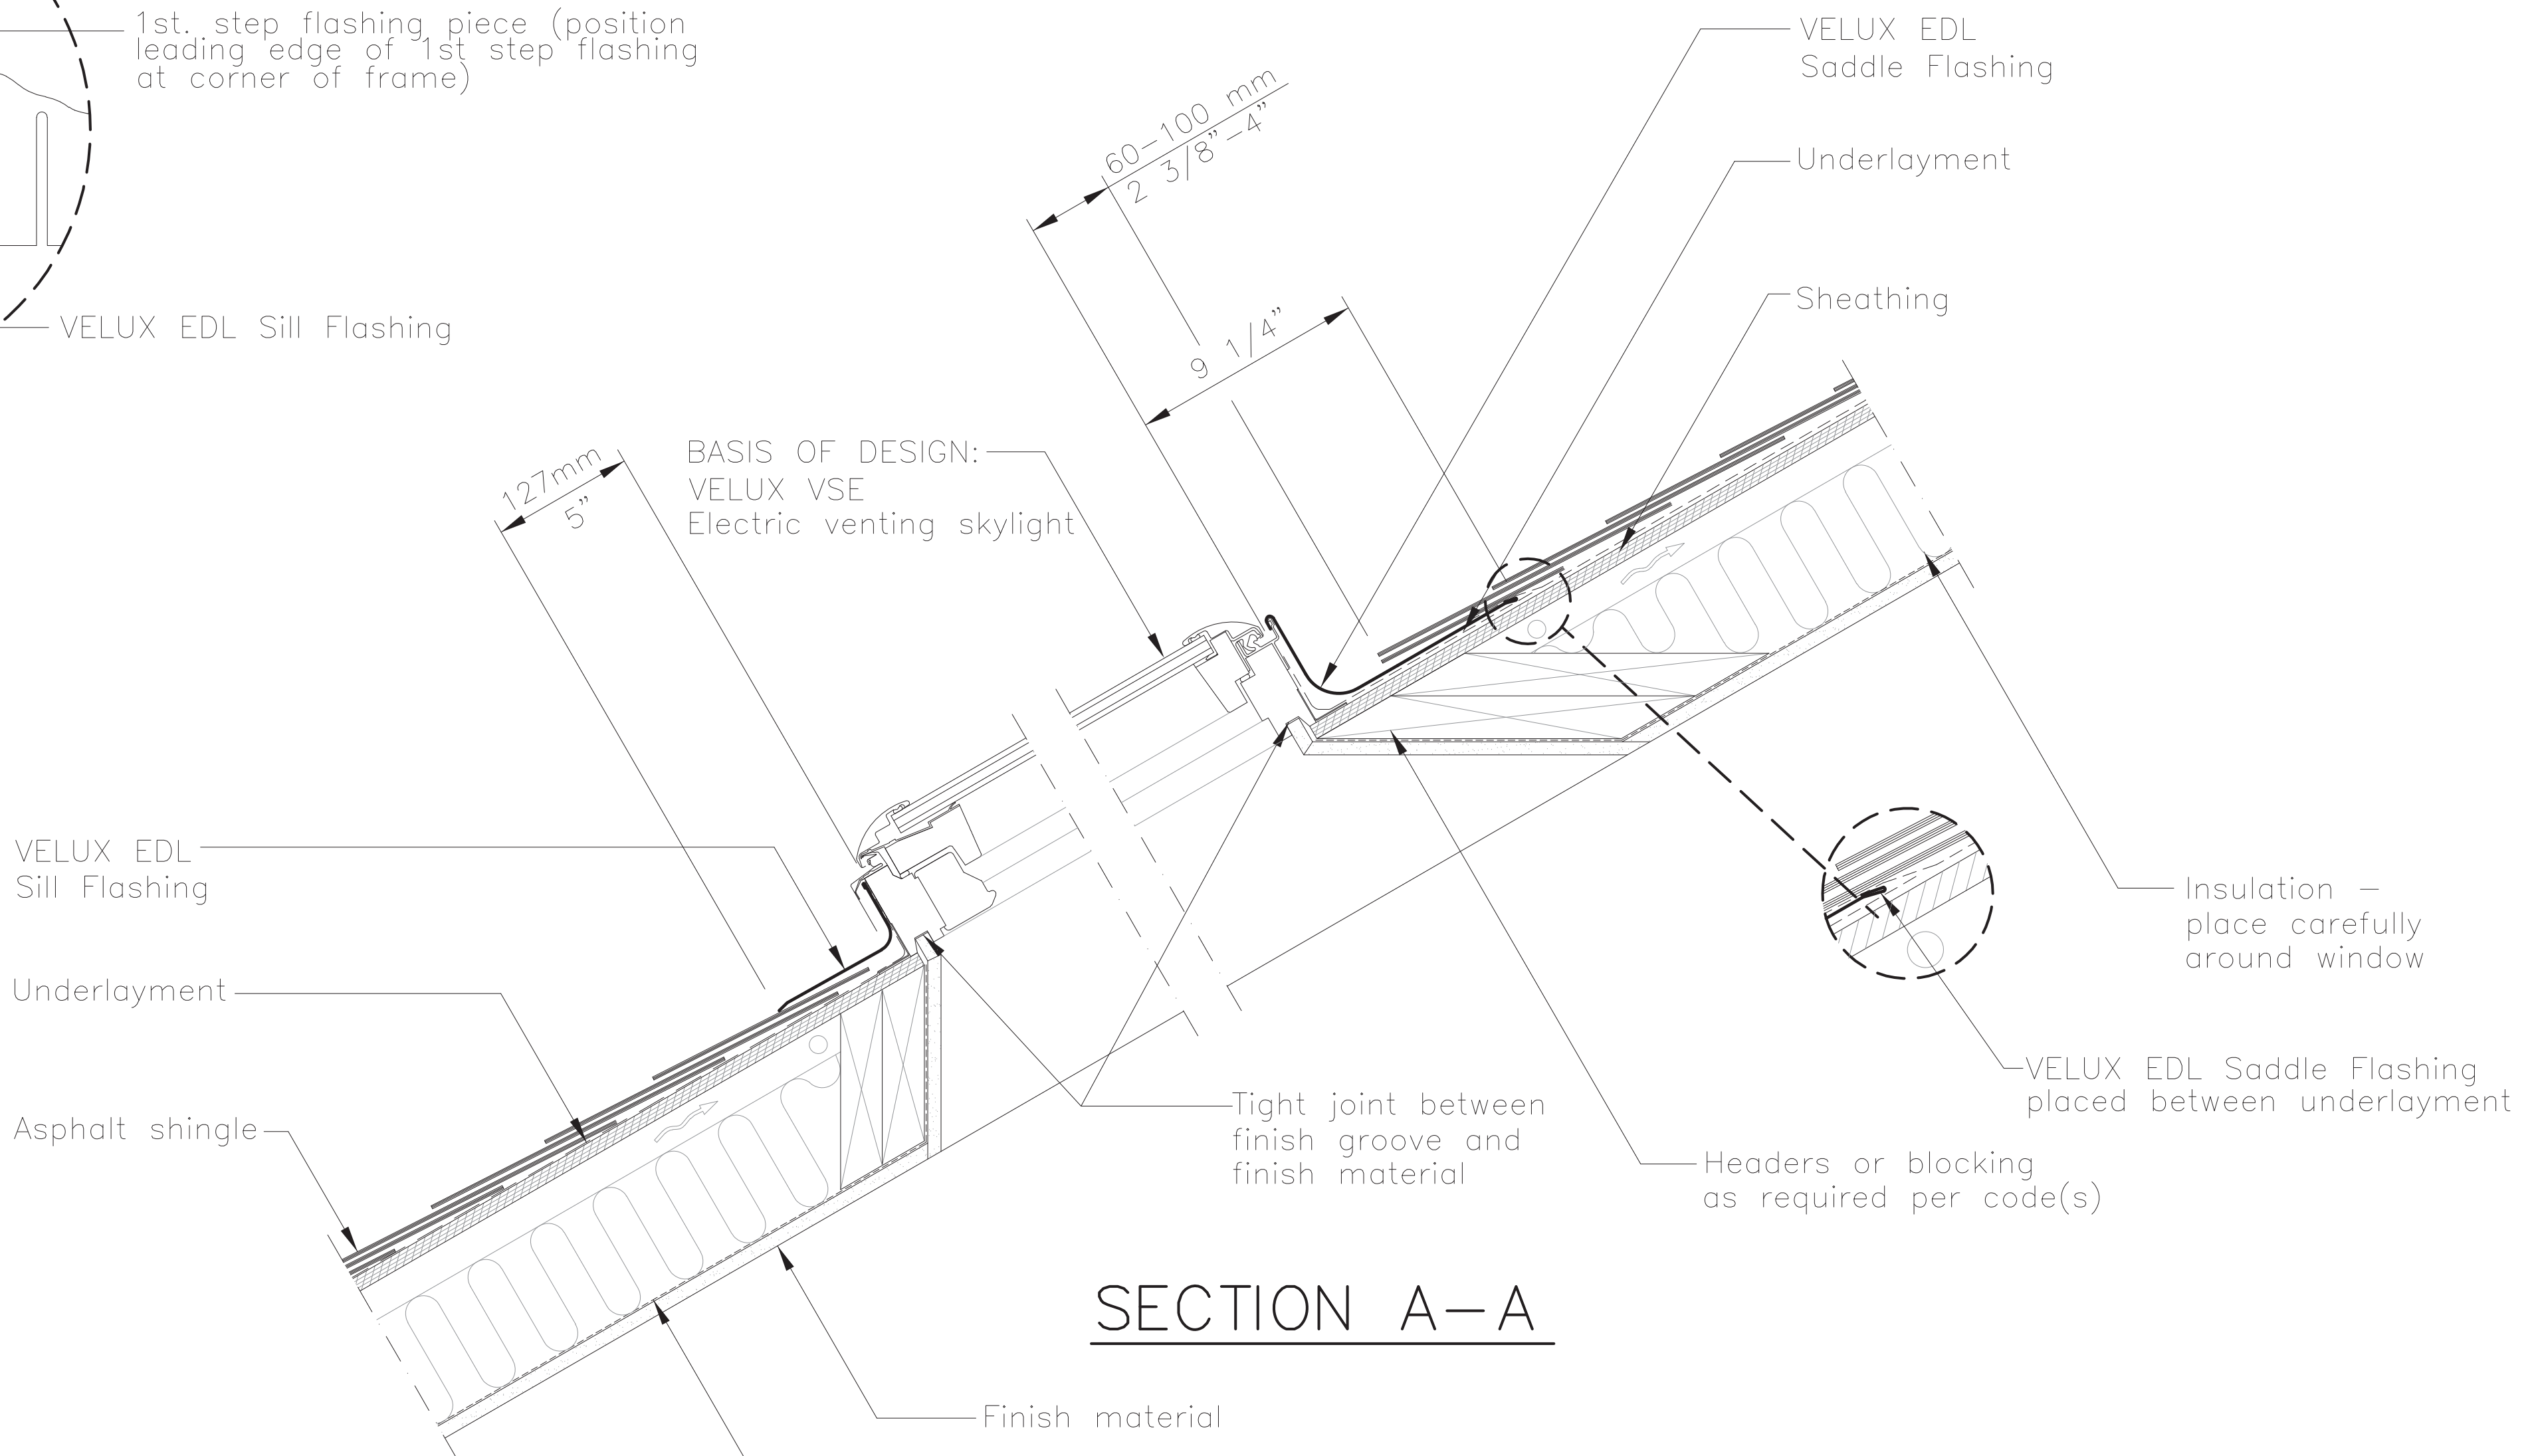 1st. step flashing piece (position
leading edge of 1st step flashing
at corner of frame)
VELUX EDL Sill Flashing
VELUX EDL
Saddle Flashing
60-100 mm
2 3/8"-4"
Underlayment
Sheathing
9 1/4"
127mm
5"
BASIS OF DESIGN:
VELUX VSE
Electric venting skylight
VELUX EDL
Sill Flashing
Underlayment
Asphalt shingle
Insulation -
place carefully
around window
VELUX EDL Saddle Flashing
placed between underlayment
Tight joint between
finish groove and
finish material
Headers or blocking
as required per code(s)
SECTION A-A
Finish material